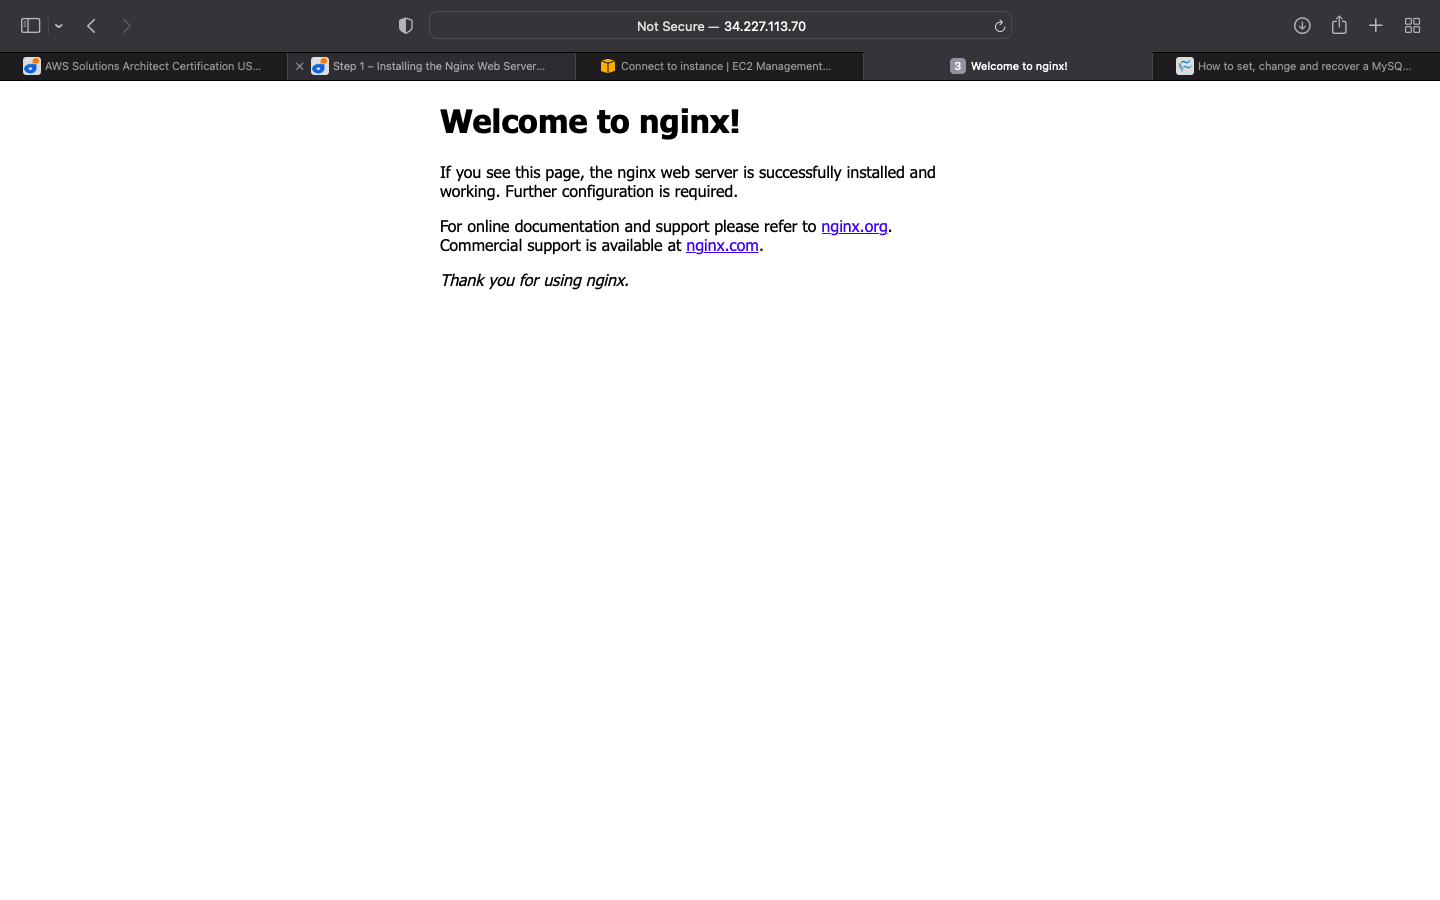 Not Secure — 34.227.113.70
AWS Solutions Architect Certification US...
Step 1 – Installing the Nginx Web Server...
Connect to instance | EC2 Management...
3 Welcome to nginx!
How to set, change and recover a MySQ...
Welcome to nginx!
If you see this page, the nginx web server is successfully installed and
working. Further configuration is required.
For online documentation and support please refer to nginx.org.
Commercial support is available at nginx.com.
Thank you for using nginx.